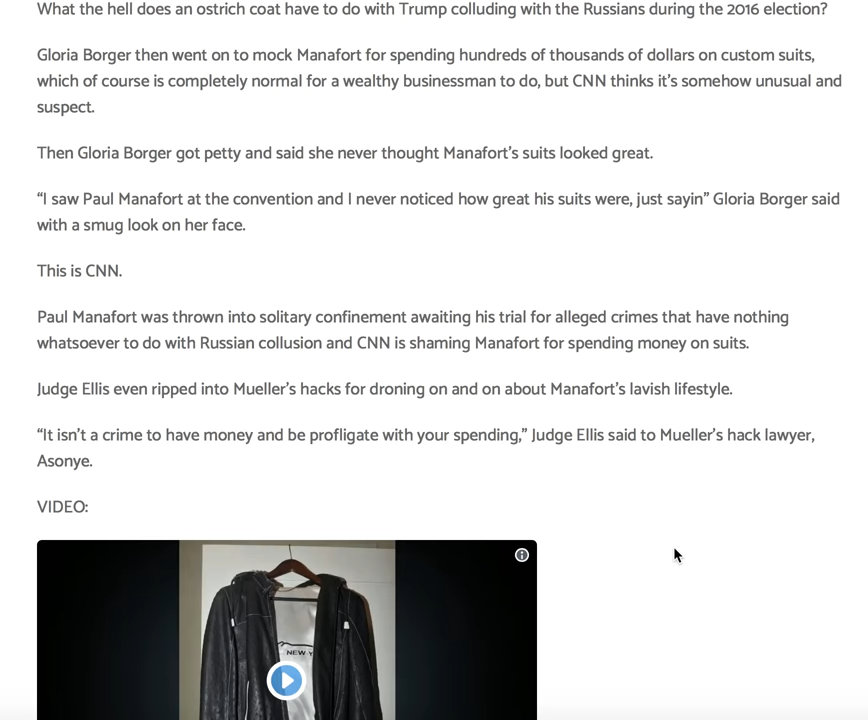 What the hell does an ostrich coat have to do with Trump colluding with the Russians during the 2016 election?
Gloria Borger then went on to mock Manafort for spending hundreds of thousands of dollars on custom suits,
which of course is completely normal for a wealthy businessman to do, but CNN thinks it’s somehow unusual and
suspect.
Then Gloria Borger got petty and said she never thought Manafort’s suits looked great.
“I saw Paul Manafort at the convention and I never noticed how great his suits were, just sayin” Gloria Borger said
with a smug look on her face.
This is CNN.
Paul Manafort was thrown into solitary confinement awaiting his trial for alleged crimes that have nothing
whatsoever to do with Russian collusion and CNN is shaming Manafort for spending money on suits.
Judge Ellis even ripped into Mueller’s hacks for droning on and on about Manafort’s lavish lifestyle.
“It isn’t a crime to have money and be profligate with your spending,” Judge Ellis said to Mueller’s hack lawyer,
Asonye.
VIDEO:
NEW Y